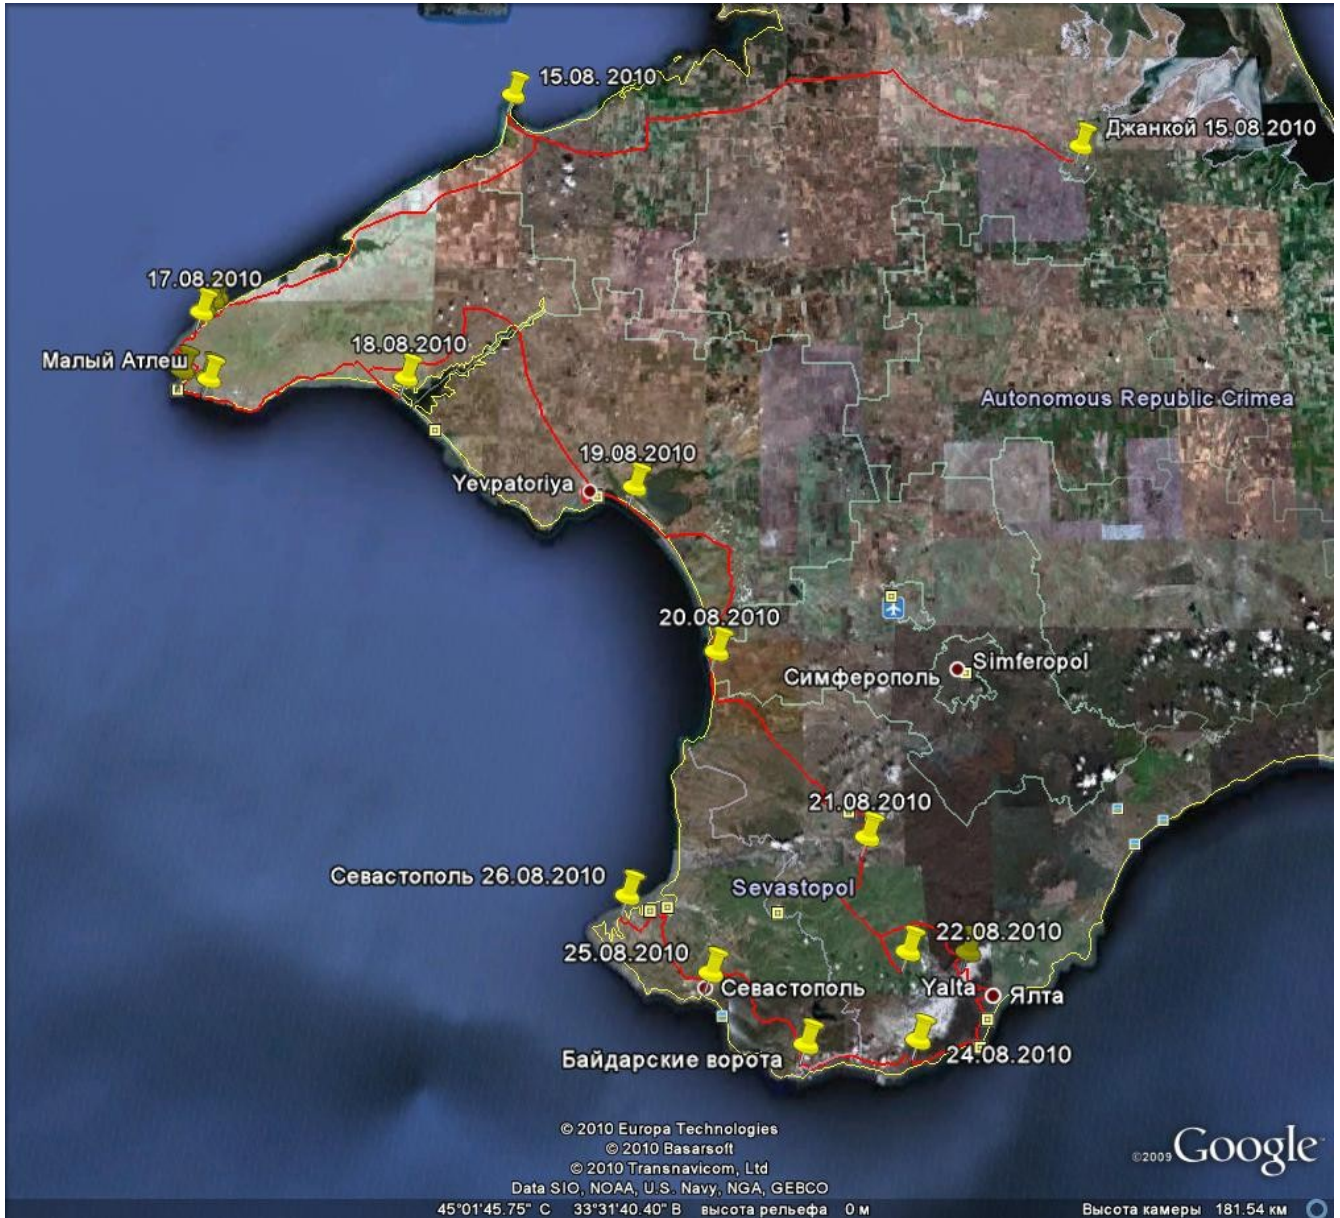 15.08. 2010
Джанкой 15.08.2010
17.08.2010
18.08.2010
Малый Атлеш
Autonomous Republic Crimea
19.08.2010
Yevpatoriya
20.08.2010
Simferopol
Симферополь
21.08.2010
Севастополь 26.08.2010
Sevastopol
22.08.2010
25.08.2010
Севастополь
Yalta
Ялта
24.08.2010
Байдарские ворота
© 2010 Europa Technologies
© 2010 Basarsoft
© 2010 Transnavicom, Ltd
Data SIO, NOAA, U.S. Navy, NGA, GEBCO
©2009 Google
45°01'45.75" С 33°31'40.40" В высота рельефа 0 м Высота камеры 181.54 км